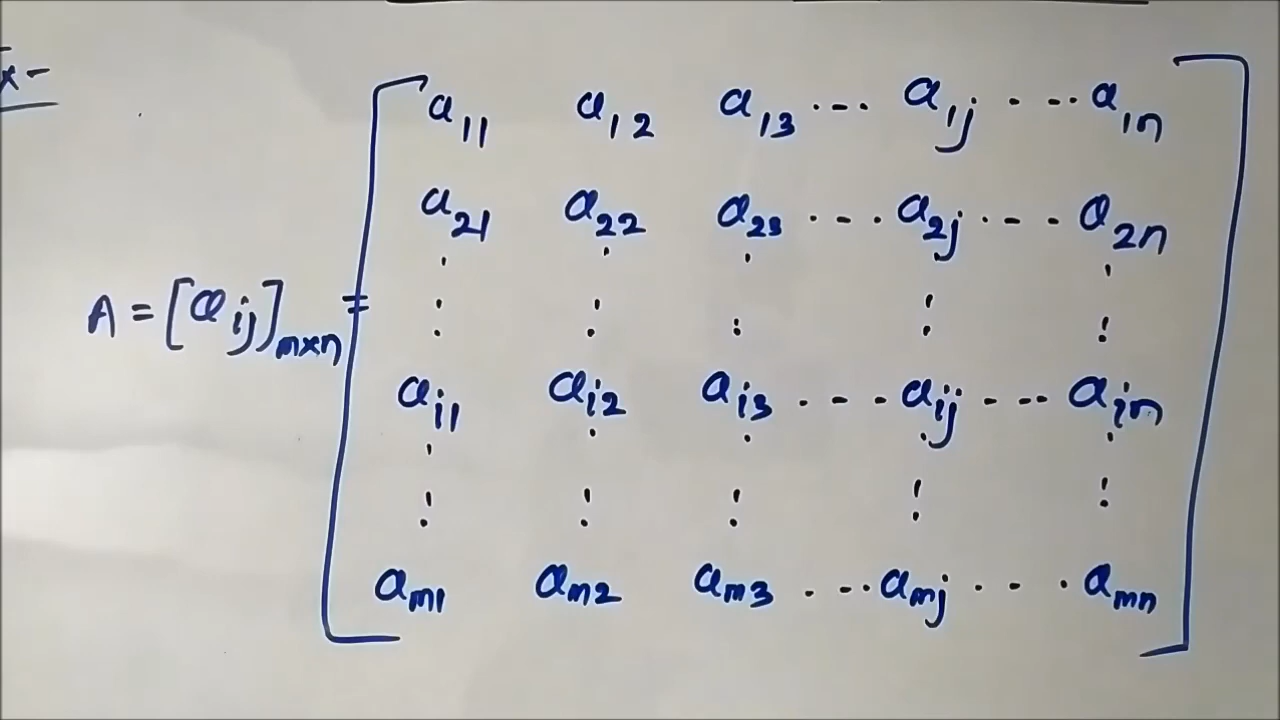 x-
a11 a12 a13 ... a1j . ... a1n
a21 a22 a23 .... a2j .... a2n
A = [aij]m×n =
ai1 ai2 ai3 .... aij .... ain
am1 am2 am3 .... amj . . . amn